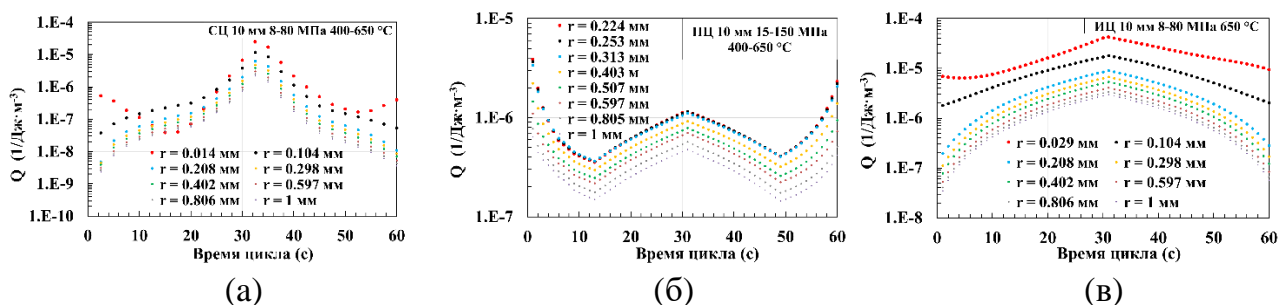 СЦ 10 мм 8-80 МПа 400-650 °C
1.E-4
1.E-5
1.E-6
1.E-7
1.E-8
1.E-9
1.E-10
Q (1/Дж·м⁻³)
r = 0.014 мм r = 0.104 мм
r = 0.208 мм r = 0.298 мм
r = 0.402 мм r = 0.597 мм
r = 0.806 мм r = 1 мм
0 10 20 30 40 50 60
Время цикла (с)
(а)
ПЦ 10 мм 15-150 МПа
400-650 °C
1.E-5
1.E-6
1.E-7
Q (1/Дж·м⁻³)
r = 0.224 мм
r = 0.253 мм
r = 0.313 мм
r = 0.403 м
r = 0.507 мм
r = 0.597 мм
r = 0.805 мм
r = 1 мм
0 10 20 30 40 50 60
Время цикла (с)
(б)
ИЦ 10 мм 8-80 МПа 650 °C
1.E-4
1.E-5
1.E-6
1.E-7
1.E-8
Q (1/Дж·м⁻³)
r = 0.029 мм r = 0.104 мм
r = 0.208 мм r = 0.298 мм
r = 0.402 мм r = 0.597 мм
r = 0.806 мм r = 1 мм
0 10 20 30 40 50 60
Время цикла (с)
(в)